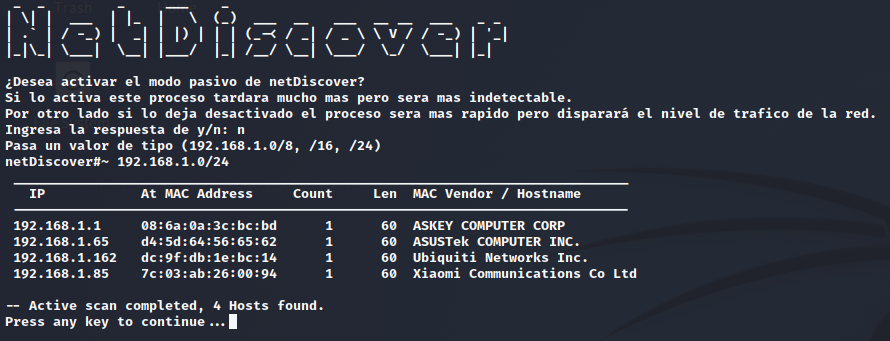 Trash
NetDiscover
¿Desea activar el modo pasivo de netDiscover?
Si lo activa este proceso tardara mucho mas pero sera mas indetectable.
Por otro lado si lo deja desactivado el proceso sera mas rapido pero disparará el nivel de trafico de la red.
Ingresa la respuesta de y/n: n
Pasa un valor de tipo (192.168.1.0/8, /16, /24)
netDiscover#~ 192.168.1.0/24
IP At MAC Address Count Len MAC Vendor / Hostname
192.168.1.1 08:6a:0a:3c:bc:bd 1 60 ASKEY COMPUTER CORP
192.168.1.65 d4:5d:64:56:65:62 1 60 ASUSTek COMPUTER INC.
192.168.1.162 dc:9f:db:1e:bc:14 1 60 Ubiquiti Networks Inc.
192.168.1.85 7c:03:ab:26:00:94 1 60 Xiaomi Communications Co Ltd
-- Active scan completed, 4 Hosts found.
Press any key to continue...